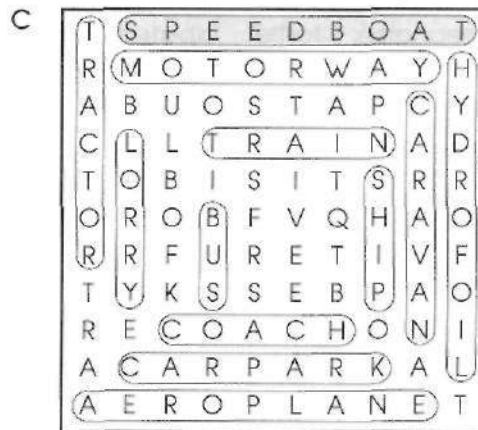 C
T S P E E D B O A T
R M O T O R W A Y H
A B U O S T A P C Y
C L L T R A I N A D
T O B I S I T S R R
O R O B F V Q H A O
R R F U R E T I V F
T Y K S S E B P A O
R E C O A C H O N I
A C A R P A R K A L
A E R O P L A N E T